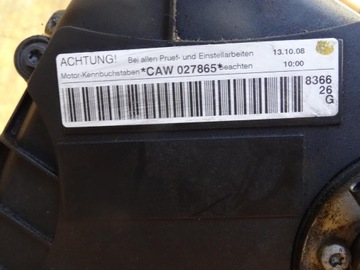 ACHTUNG! Bei allen Pruef- und Einstellarbeiten 13.10.08
Motor-Kennbuchstaben *CAW 027865* beachten 10:00
8366
26
G